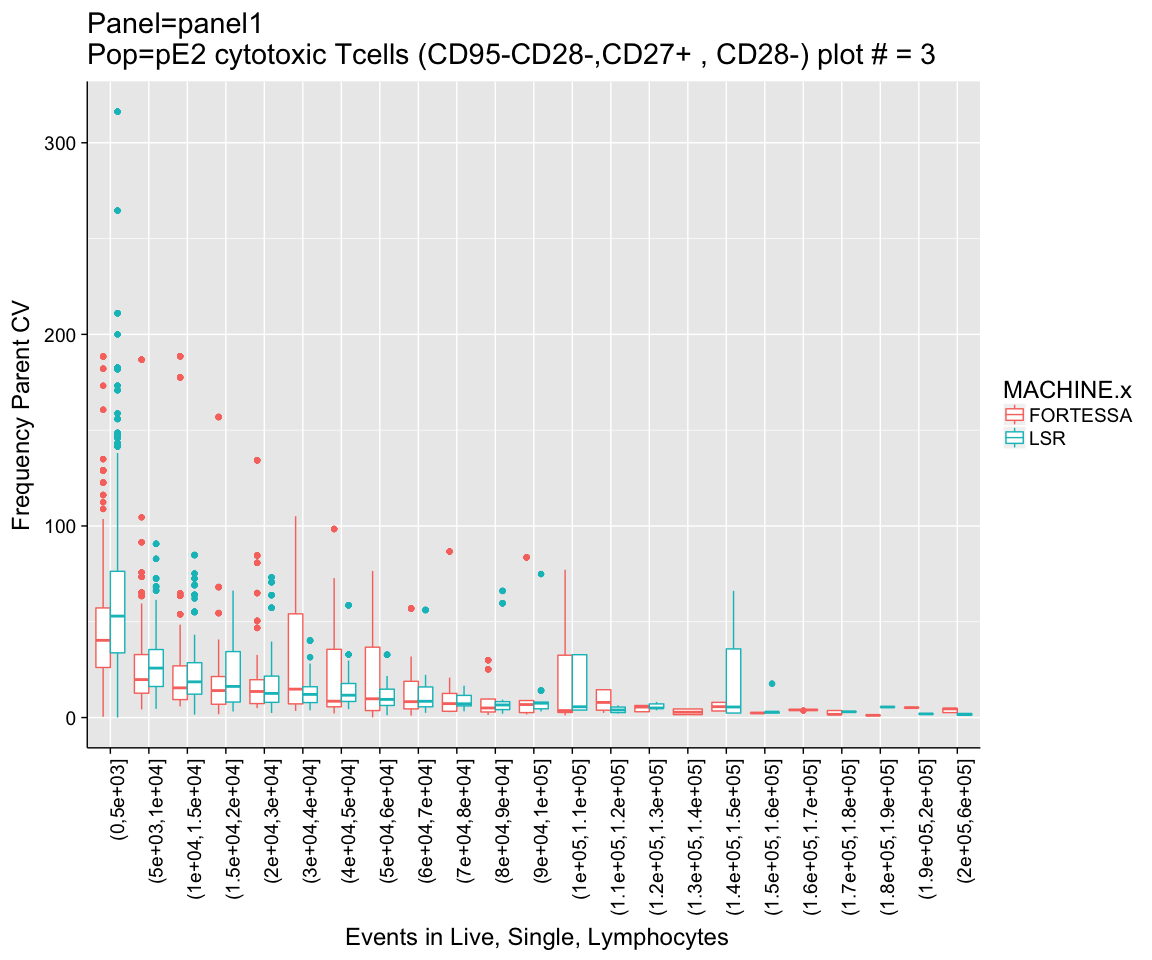 Panel=panel1
Pop=pE2 cytotoxic Tcells (CD95-CD28-,CD27+ , CD28-) plot # = 3
Frequency Parent CV
300
200
100
0
(0,5e+03]
(5e+03,1e+04]
(1e+04,1.5e+04]
(1.5e+04,2e+04]
(2e+04,3e+04]
(3e+04,4e+04]
(4e+04,5e+04]
(5e+04,6e+04]
(6e+04,7e+04]
(7e+04,8e+04]
(8e+04,9e+04]
(9e+04,1e+05]
(1e+05,1.1e+05]
(1.1e+05,1.2e+05]
(1.2e+05,1.3e+05]
(1.3e+05,1.4e+05]
(1.4e+05,1.5e+05]
(1.5e+05,1.6e+05]
(1.6e+05,1.7e+05]
(1.7e+05,1.8e+05]
(1.8e+05,1.9e+05]
(1.9e+05,2e+05]
(2e+05,6e+05]
Events in Live, Single, Lymphocytes
MACHINE.x
FORTESSA
LSR